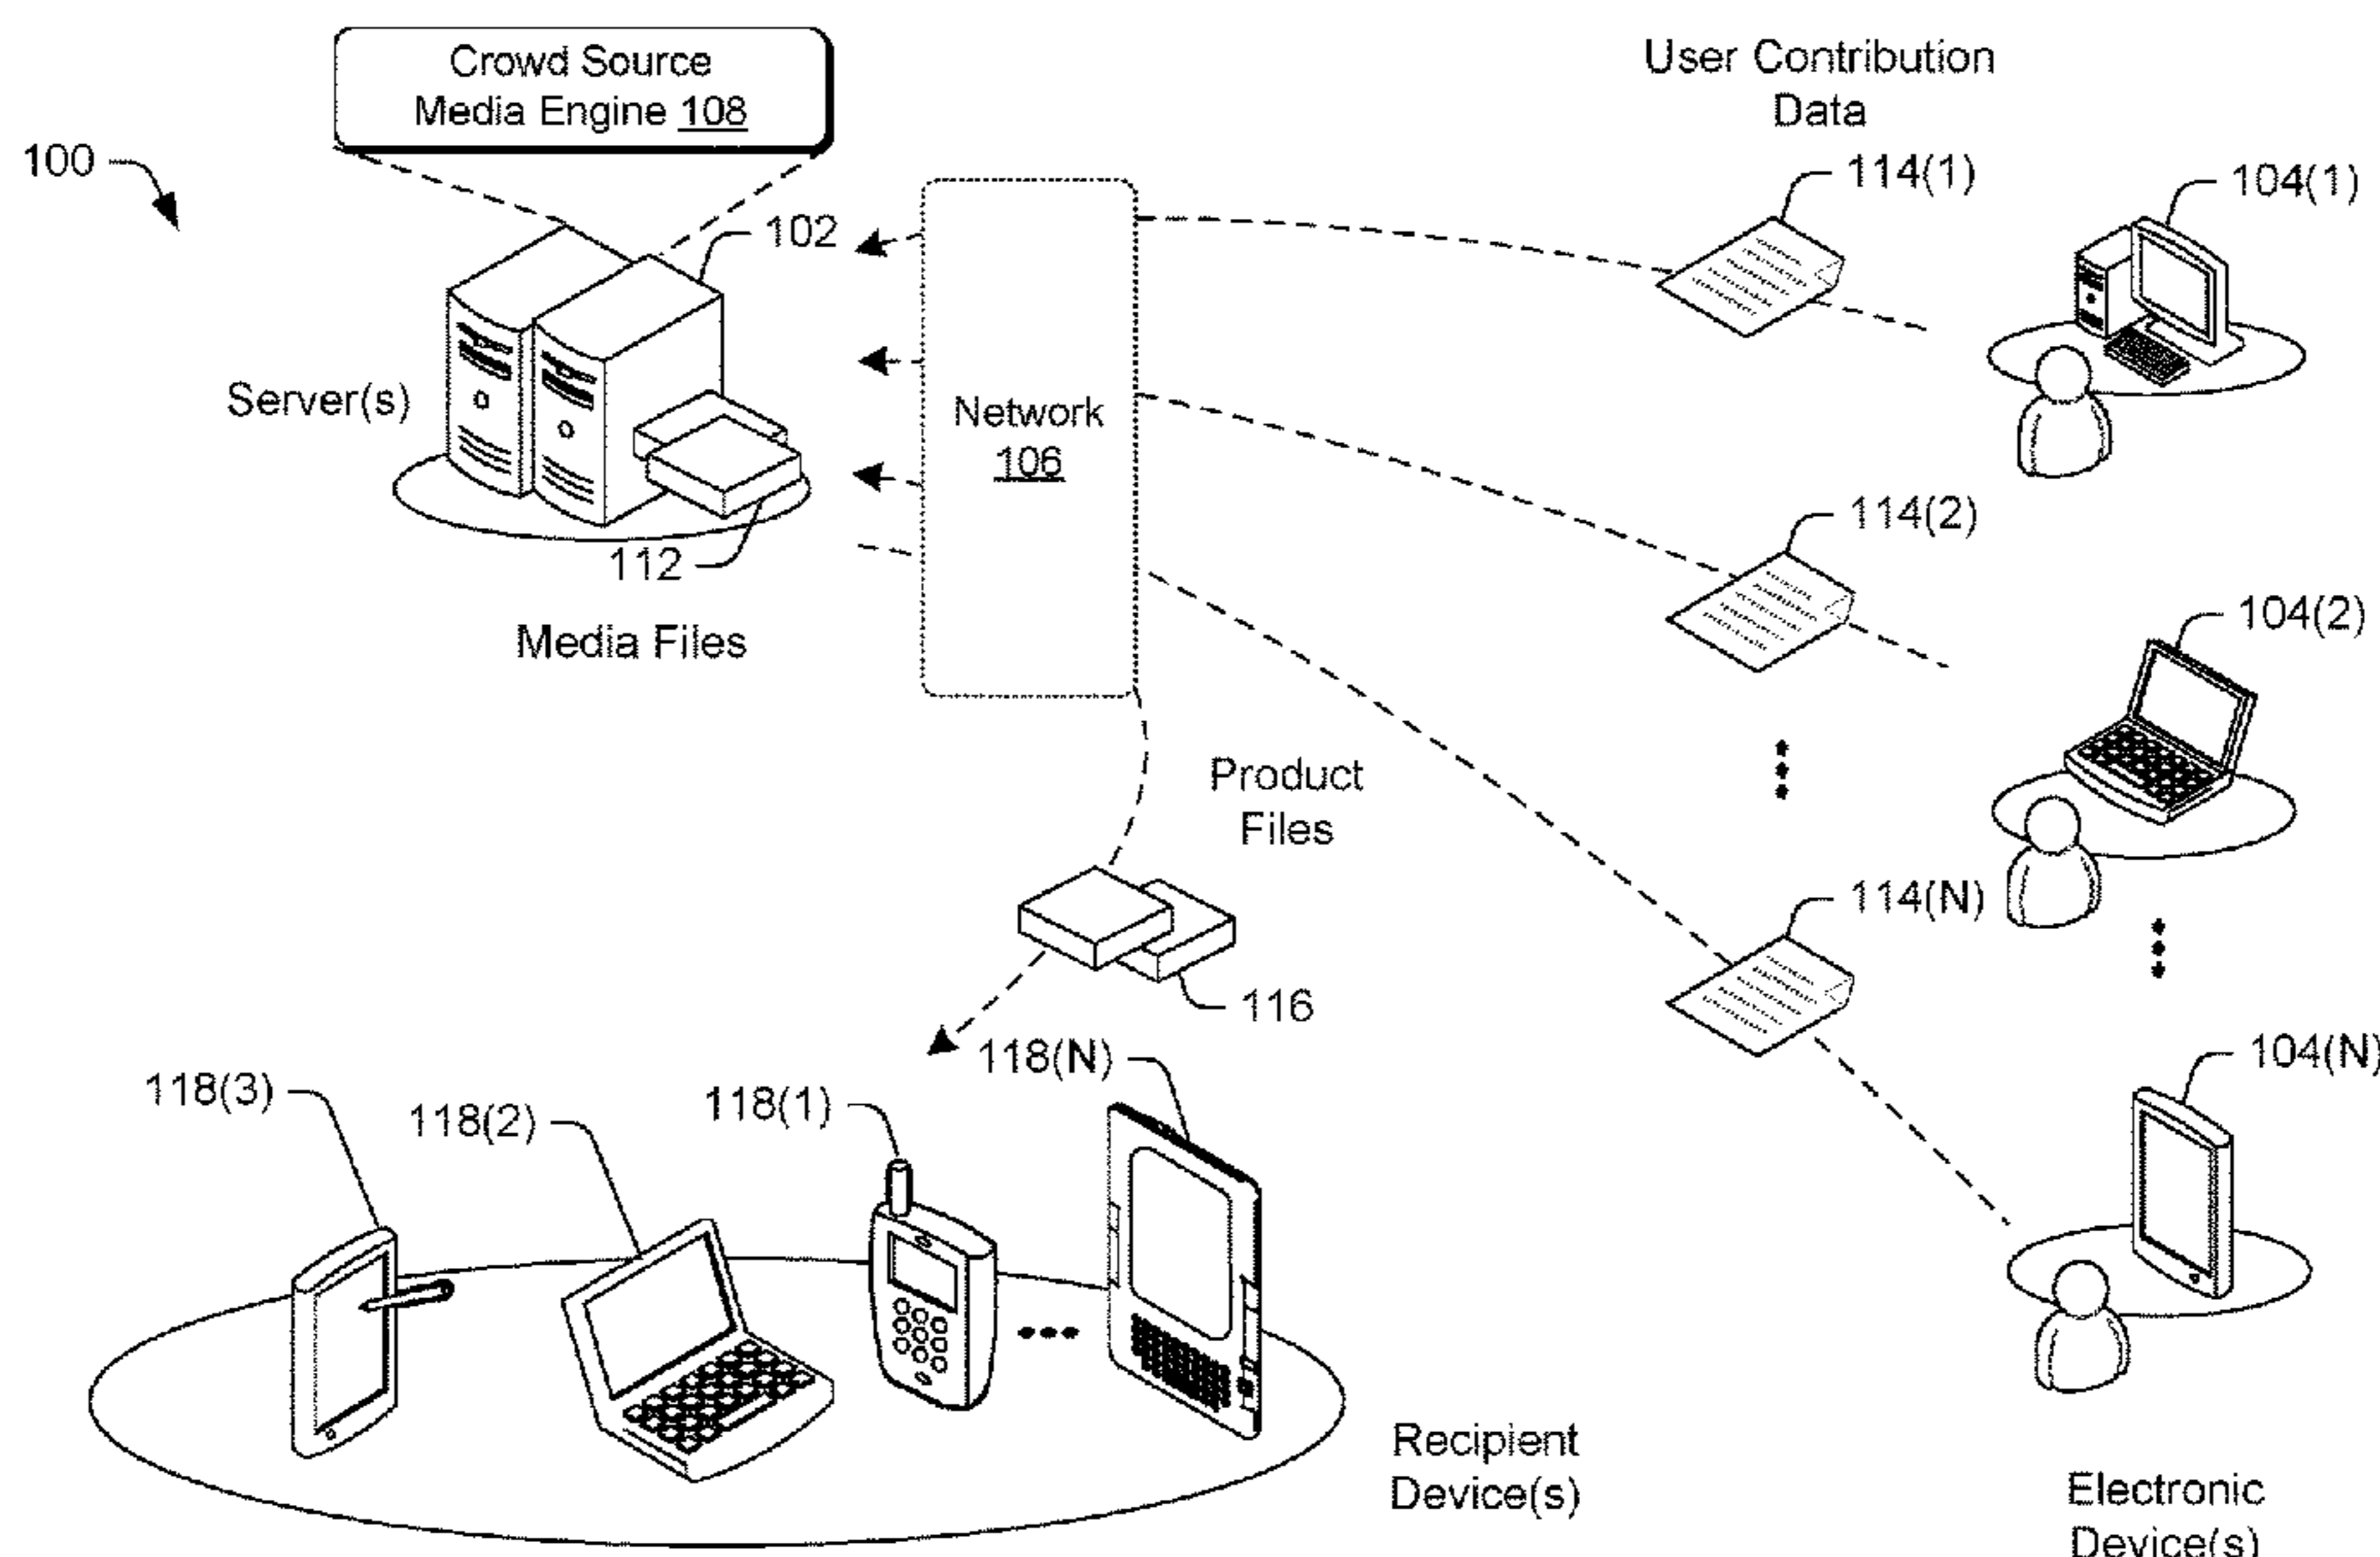 Crowd Source
Media Engine 108
User Contribution
Data
100
114(1)
104(1)
102
Server(s)
Network
106
112
Media Files
114(2)
104(2)
Product
Files
114(N)
116
118(N)
104(N)
118(3)
118(2)
118(1)
Recipient
Device(s)
Electronic
Device(s)